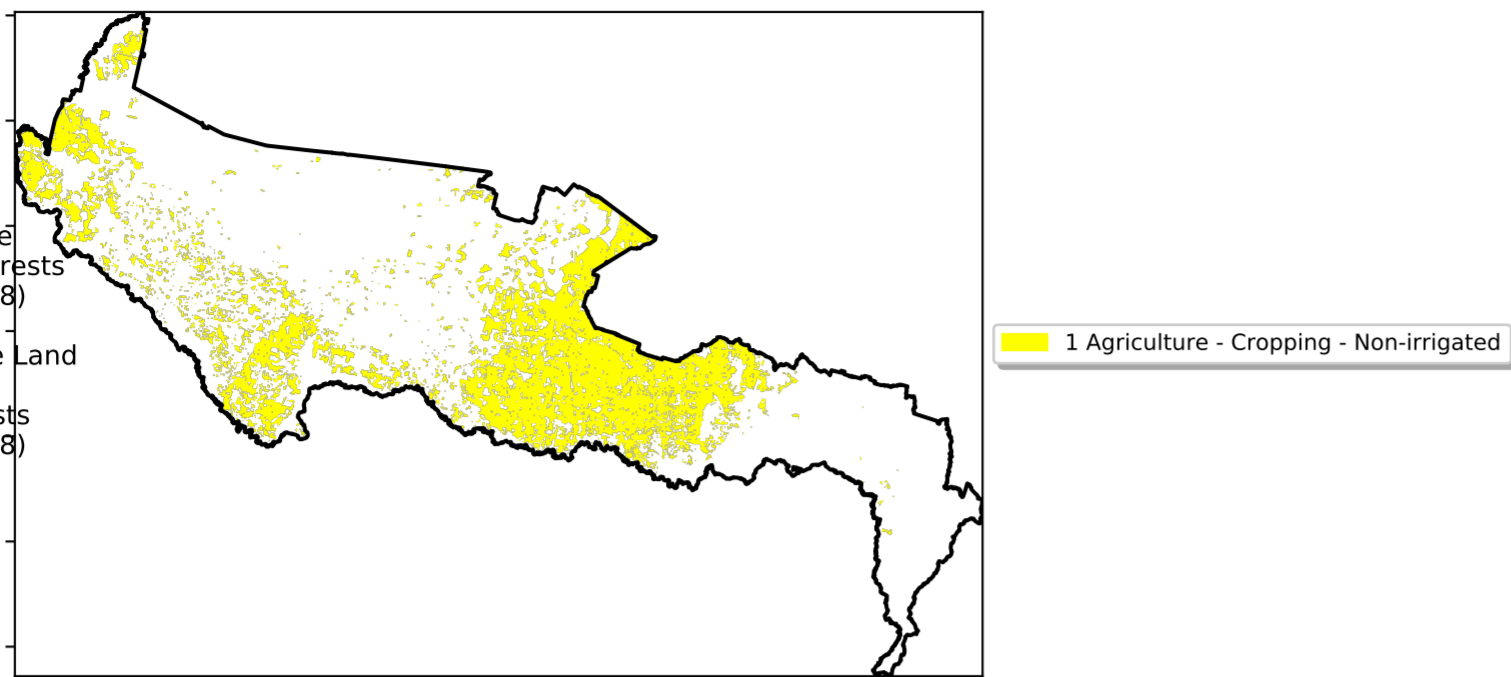 e
rests
8)
e Land
sts
8)
1 Agriculture - Cropping - Non-irrigated